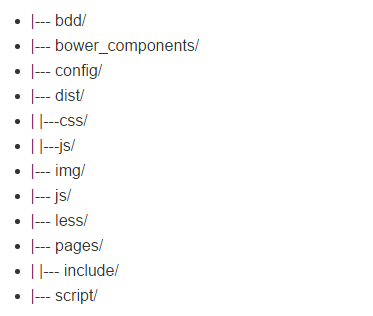 • |--- bdd/
• |--- bower_components/
• |--- config/
• |--- dist/
• | |---css/
• | |---js/
• |--- img/
• |--- js/
• |--- less/
• |--- pages/
• | |--- include/
• |--- script/